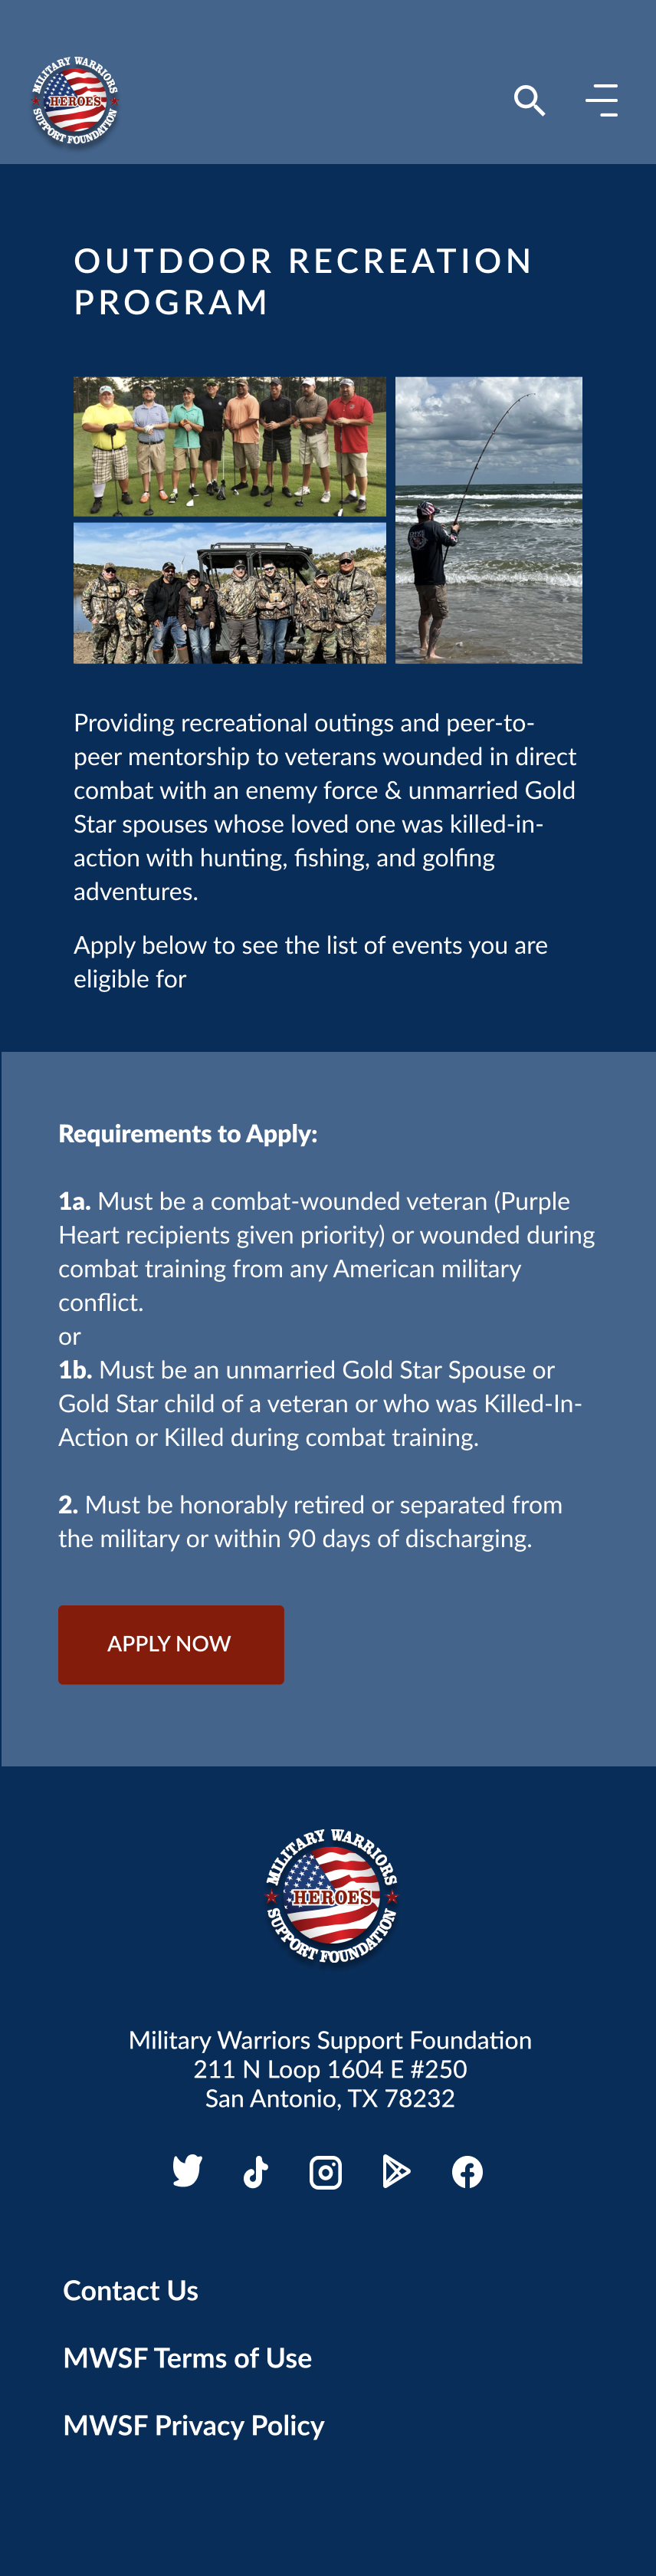 MILITARY WARRIORS
HEROES
SUPPORT FOUNDATION
OUTDOOR RECREATION
PROGRAM
Providing recreational outings and peer-to-
peer mentorship to veterans wounded in direct
combat with an enemy force & unmarried Gold
Star spouses whose loved one was killed-in-
action with hunting, fishing, and golfing
adventures.
Apply below to see the list of events you are
eligible for
Requirements to Apply:
1a. Must be a combat-wounded veteran (Purple
Heart recipients given priority) or wounded during
combat training from any American military
conflict.
or
1b. Must be an unmarried Gold Star Spouse or
Gold Star child of a veteran or who was Killed-In-
Action or Killed during combat training.
2. Must be honorably retired or separated from
the military or within 90 days of discharging.
APPLY NOW
MILITARY WARRIORS
HEROES
SUPPORT FOUNDATION
Military Warriors Support Foundation
211 N Loop 1604 E #250
San Antonio, TX 78232
Contact Us
MWSF Terms of Use
MWSF Privacy Policy